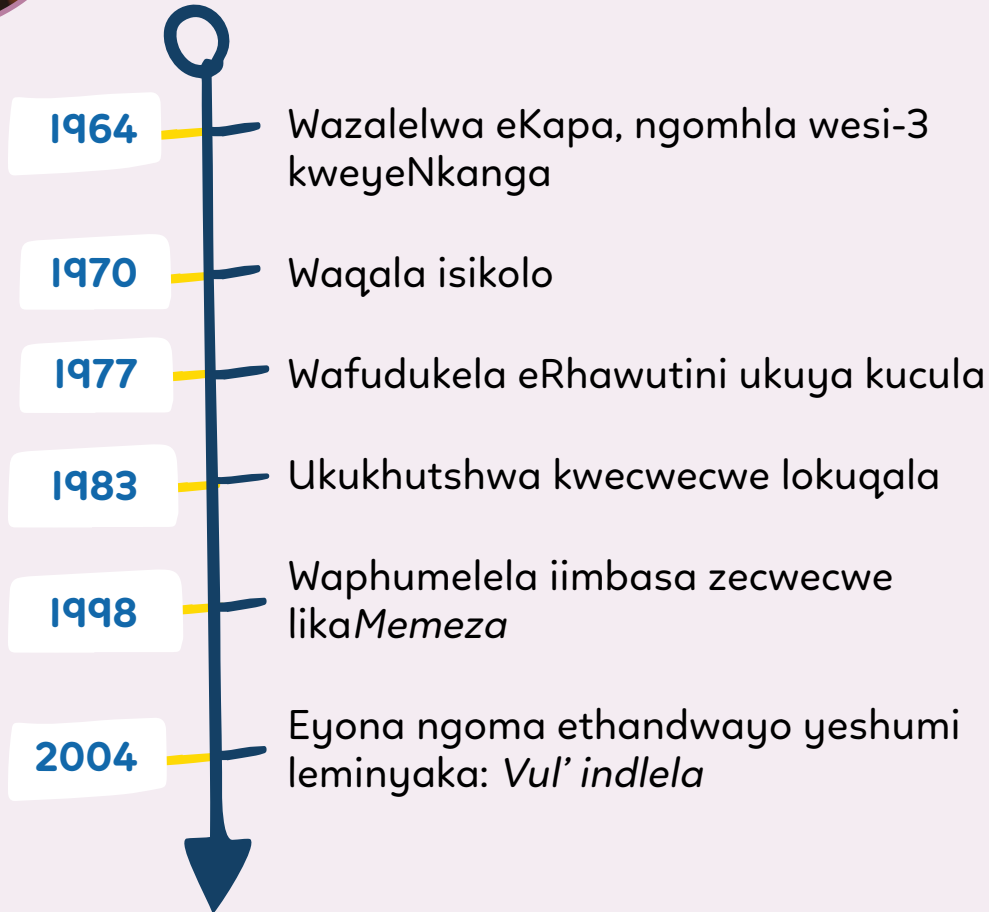 1964
Wazalelwa eKapa, ngomhla wesi-3
kweyeNkanga
1970
Waqala isikolo
1977
Wafudukela eRhawutini ukuya kucula
1983
Ukukhutshwa kwecwecwe lokuqala
1998
Waphumelela iimbasa zecwecwe
likaMemeza
2004
Eyona ngoma ethandwayo yeshumi
leminyaka: Vul’ indlela